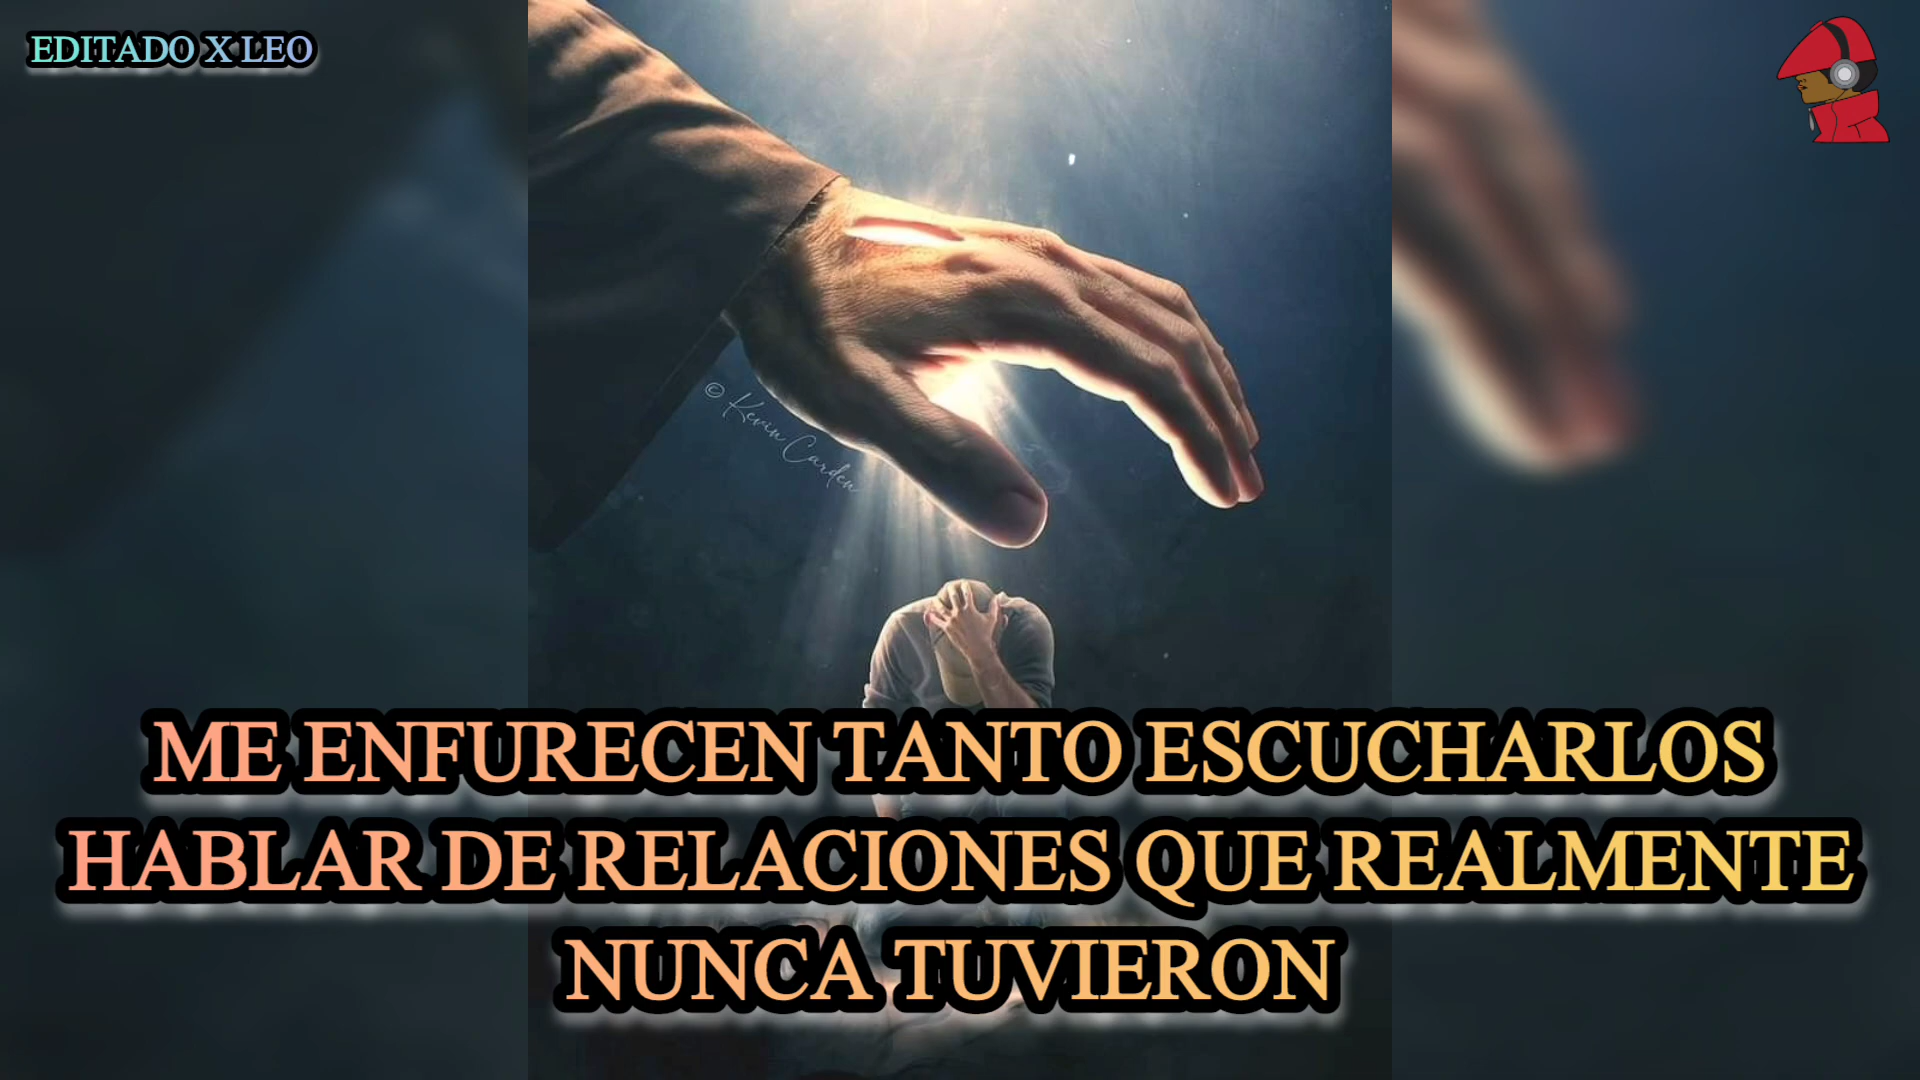 EDITADO X LEO
© Kevin Carden
ME ENFURECEN TANTO ESCUCHARLOS
HABLAR DE RELACIONES QUE REALMENTE
NUNCA TUVIERON